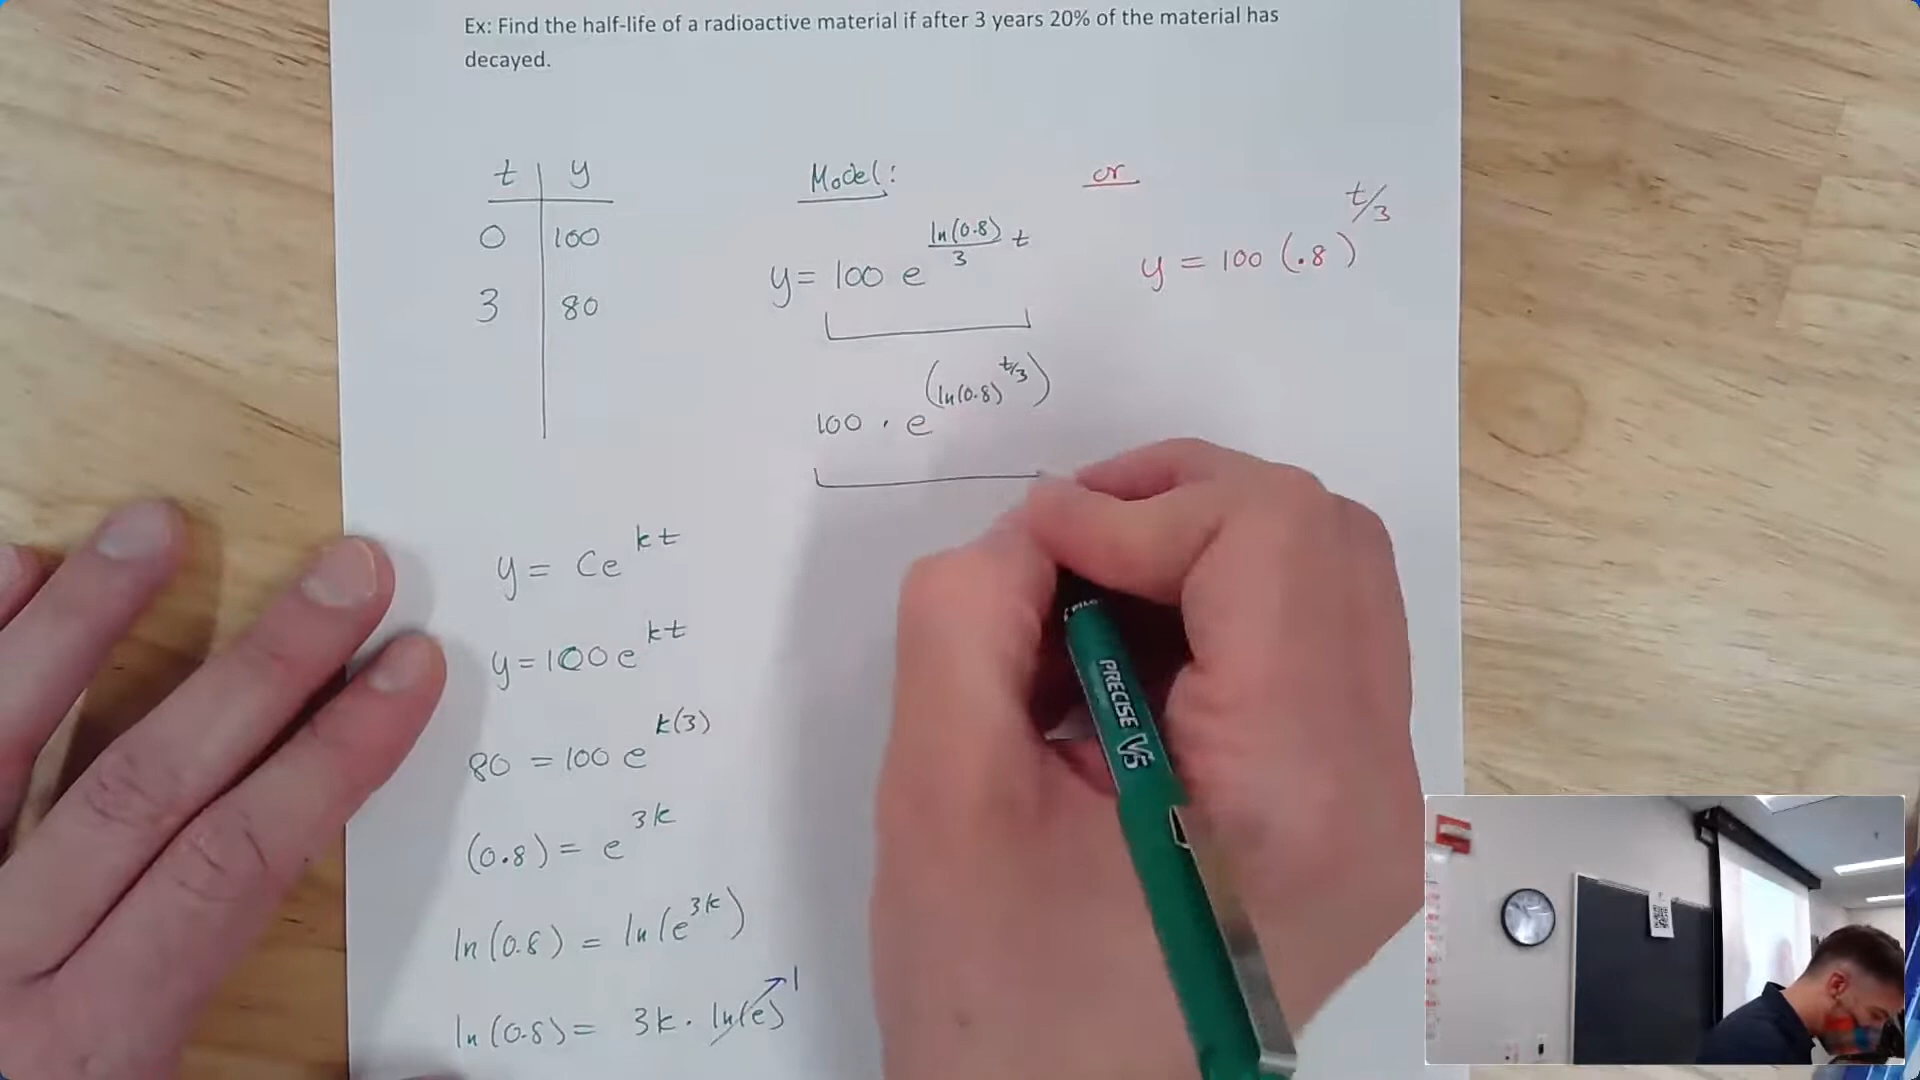 Ex: Find the half-life of a radioactive material if after 3 years 20% of the material has
decayed.
t y
0 100
3 80
Model:
y = 100 e^(ln(0.8)/3 t)
100 · e^(ln(0.8)^(t/3))
or
y = 100 (.8)^(t/3)
y = Ce^(kt)
y = 100 e^(kt)
80 = 100 e^(k(3))
(0.8) = e^(3k)
ln(0.8) = ln(e^(3k))
ln(0.8) = 3k · ln(e) 1
PILOT
PRECISE V5